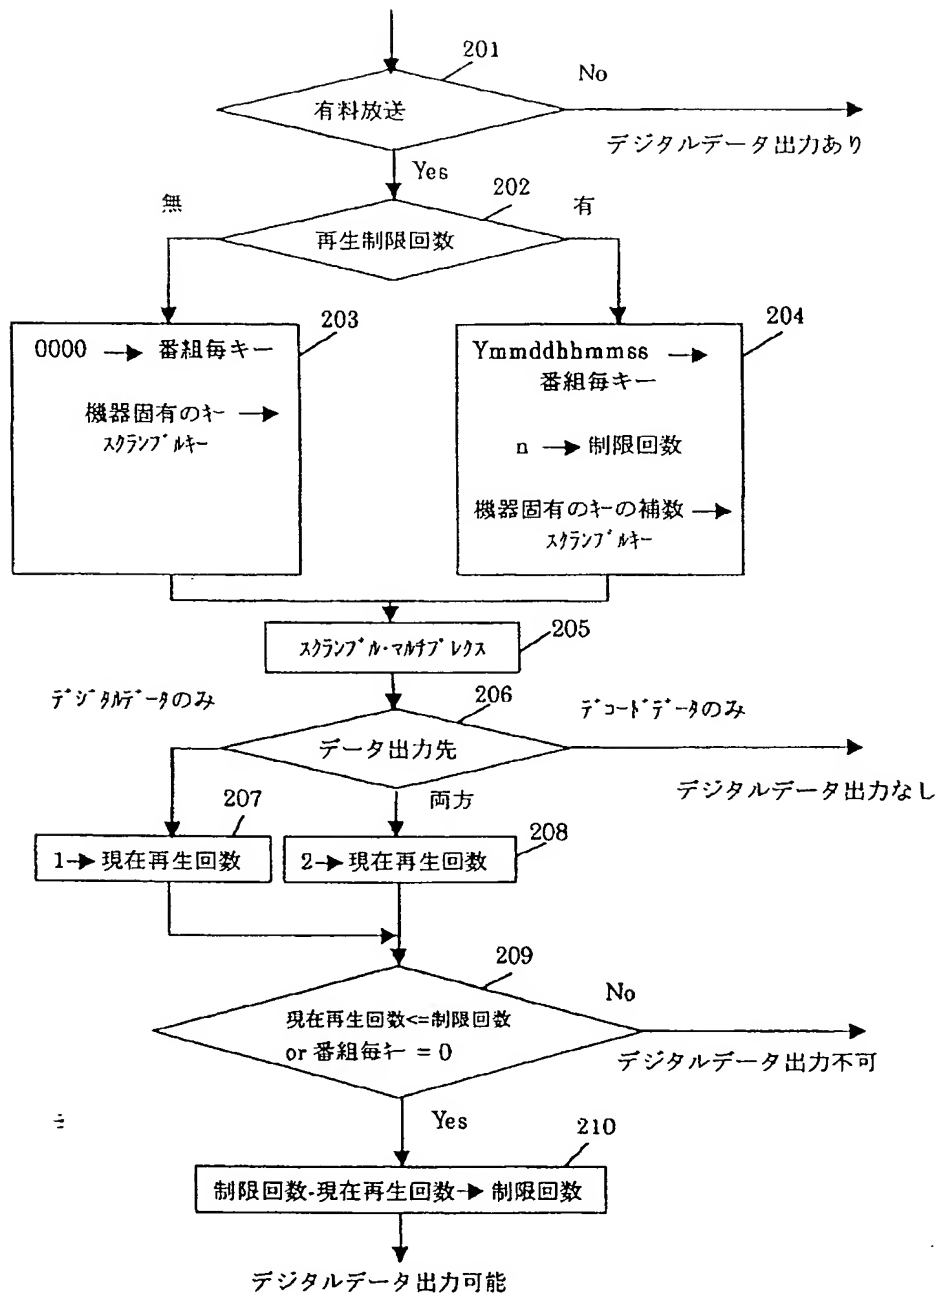 201
No
有料放送
デジタルデータ出力あり
Yes
202
無
有
再生制限回数
203
204
0000 → 番組毎キー
機器固有のキー →
スクランブルキー
Ymmddhhmmss →
番組毎キー
n → 制限回数
機器固有のキーの補数 →
スクランブルキー
205
スクランブル・マルチプレクス
デジタルデータのみ
206
デコードデータのみ
データ出力先
デジタルデータ出力なし
両方
207
208
1→ 現在再生回数
2→ 現在再生回数
209
No
現在再生回数<=制限回数
or 番組毎キー = 0
デジタルデータ出力不可
Yes
210
制限回数-現在再生回数→ 制限回数
デジタルデータ出力可能